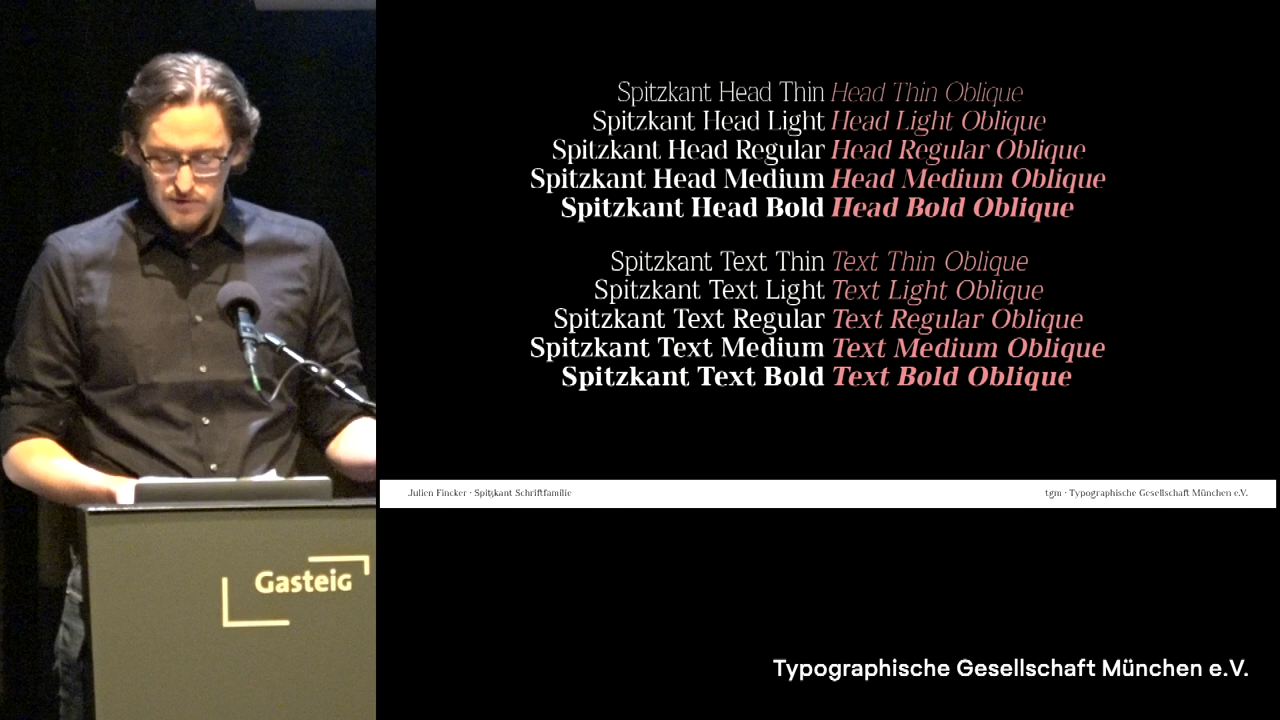 Spitzkant Head Thin Head Thin Oblique
Spitzkant Head Light Head Light Oblique
Spitzkant Head Regular Head Regular Oblique
Spitzkant Head Medium Head Medium Oblique
Spitzkant Head Bold Head Bold Oblique
Spitzkant Text Thin Text Thin Oblique
Spitzkant Text Light Text Light Oblique
Spitzkant Text Regular Text Regular Oblique
Spitzkant Text Medium Text Medium Oblique
Spitzkant Text Bold Text Bold Oblique
Julien Fincker · Spitzkant Schriftfamilie
tgm · Typographische Gesellschaft München e.V.
Gasteig
Typographische Gesellschaft München e.V.